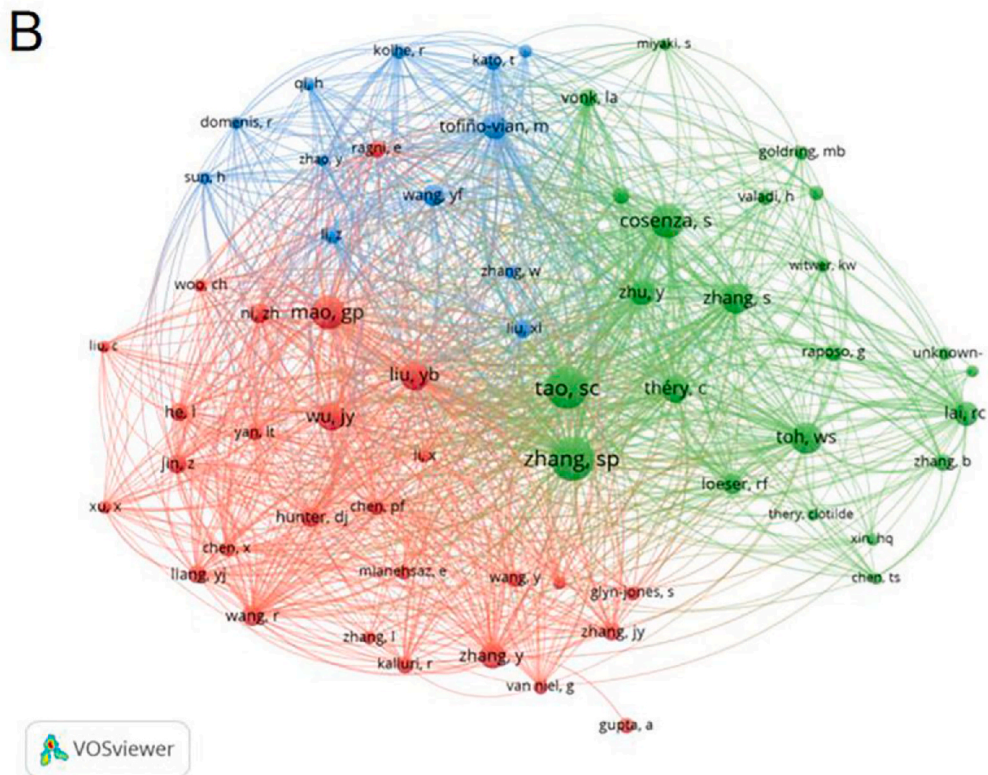 B
kolhe, r
miyaki, s
kato, t
qi, h
vonk, la
domenis, r
tofiño-vian, m
ragni, e
zhao, y
goldring, mb
sun, h
wang, yf
valadi, h
cosenza, s
li, z
zhang, w
witwer, kw
woo, ch
zhu, y
zhang, s
ni, zh
mao, gp
liu, xl
liu, c
raposo, g
unknown-
liu, yb
tao, sc
théry, c
he, l
wu, jy
lai, rc
yan, lt
toh, ws
jin, z
li, x
zhang, sp
zhang, b
loeser, rf
xu, x
chen, pf
hunter, dj
thery, clotilde
xin, hq
chen, x
liang, yj
mianehsaz, e
wang, y
chen, ts
glyn-jones, s
wang, r
zhang, l
zhang, jy
kalluri, r
zhang, y
van niel, g
gupta, a
VOSviewer